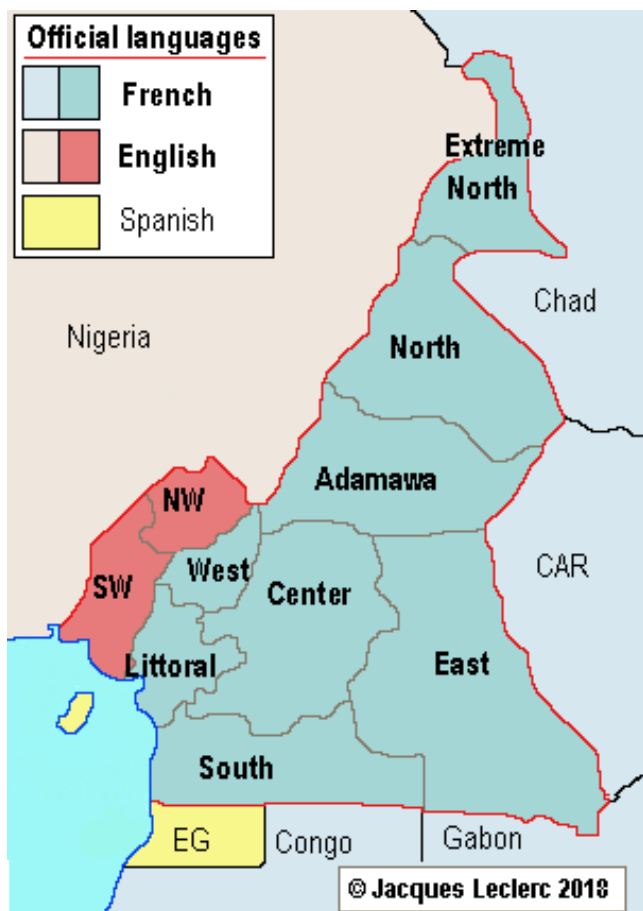 Official languages
French
English
Spanish
Extreme
North
Chad
Nigeria
North
Adamawa
NW
West
CAR
SW
Center
Littoral
East
South
EG
Congo
Gabon
© Jacques Leclerc 2018